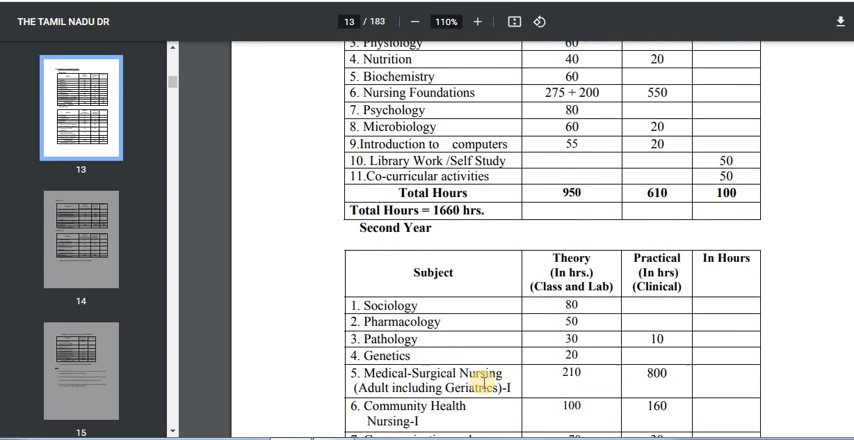 THE TAMIL NADU DR
13 / 183
110%
3. Physiology 60
4. Nutrition 40 20
5. Biochemistry 60
6. Nursing Foundations 275 + 200 550
7. Psychology 80
8. Microbiology 60 20
9.Introduction to computers 55 20
10. Library Work /Self Study 50
11.Co-curricular activities 50
Total Hours 950 610 100
Total Hours = 1660 hrs.
Second Year
Subject Theory Practical In Hours
(In hrs.) (In hrs)
(Class and Lab) (Clinical)
1. Sociology 80
2. Pharmacology 50
3. Pathology 30 10
4. Genetics 20
5. Medical-Surgical Nursing 210 800
(Adult including Geriatrics)-I
6. Community Health 100 160
Nursing-I
13
14
15